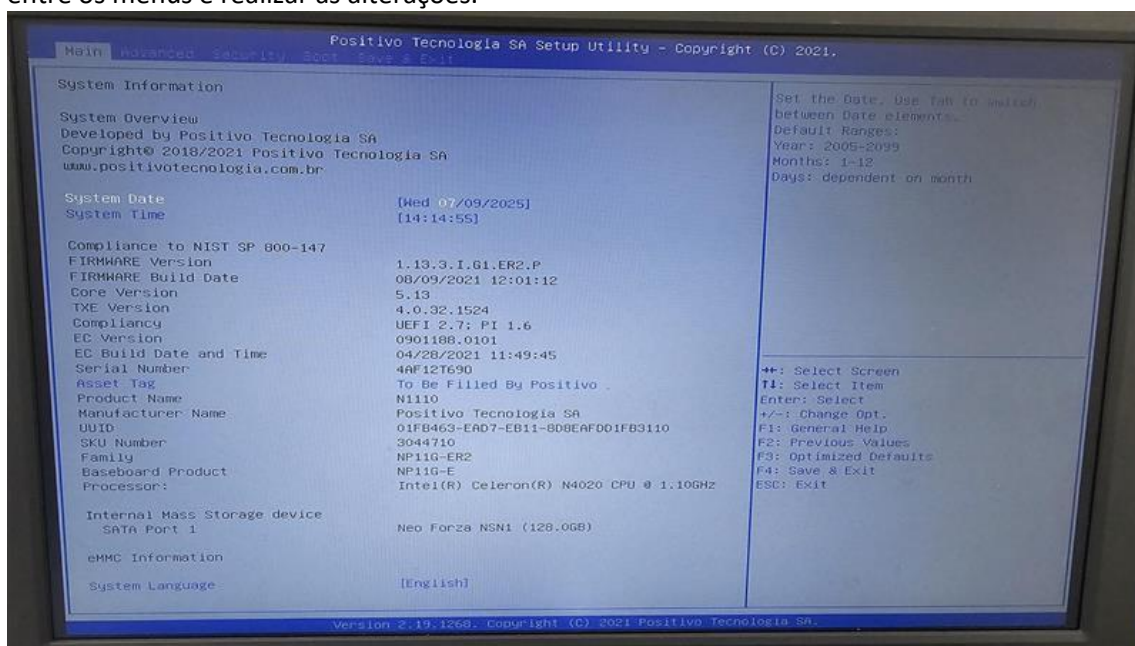 entre os menus e realizar as alterações.
Positivo Tecnologia SA Setup Utility – Copyright (C) 2021.
Main Advanced Security Boot Save & Exit
System Information
System Overview
Developed by Positivo Tecnologia SA
Copyright© 2018/2021 Positivo Tecnologia SA
www.positivotecnologia.com.br
System Date [Wed 07/09/2025]
System Time [14:14:55]
Compliance to NIST SP 800-147
FIRMWARE Version 1.13.3.I.G1.ER2.P
FIRMWARE Build Date 08/09/2021 12:01:12
Core Version 5.13
TXE Version 4.0.32.1524
Compliancy UEFI 2.7; PI 1.6
EC Version 0901188.0101
EC Build Date and Time 04/28/2021 11:49:45
Serial Number 4AF12T690
Asset Tag To Be Filled By Positivo .
Product Name N1110
Manufacturer Name Positivo Tecnologia SA
UUID 01FB463-EAD7-EB11-8D8EAFDD1FB3110
SKU Number 3044710
Family NP11G-ER2
Baseboard Product NP11G-E
Processor: Intel(R) Celeron(R) N4020 CPU @ 1.10GHz
Internal Mass Storage device
SATA Port 1 Neo Forza NSN1 (128.0GB)
eMMC Information
System Language [English]
Set the Date. Use Tab to switch
between Date elements.
Default Ranges:
Year: 2005-2099
Months: 1-12
Days: dependent on month
→←: Select Screen
↑↓: Select Item
Enter: Select
+/-: Change Opt.
F1: General Help
F2: Previous Values
F3: Optimized Defaults
F4: Save & Exit
ESC: Exit
Version 2.19.1268. Copyright (C) 2021 Positivo Tecnologia SA.